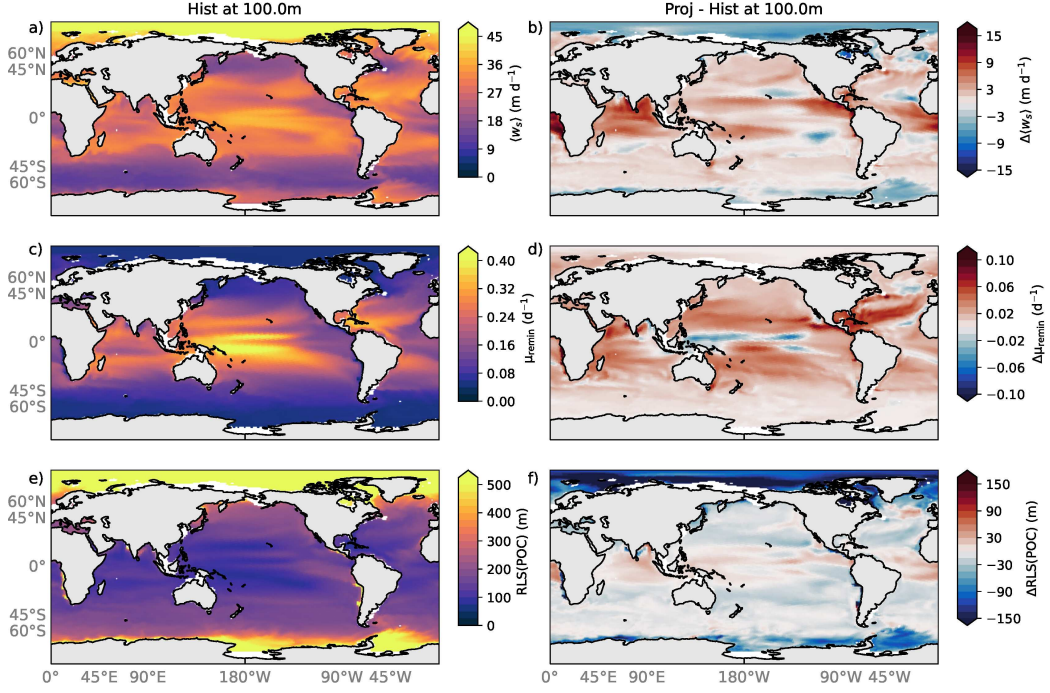 Hist at 100.0m
Proj - Hist at 100.0m
a)
60°N
45°N
0°
45°S
60°S
45
36
27
18
9
0
⟨wₛ⟩ (m d⁻¹)
b)
15
9
3
−3
−9
−15
Δ⟨wₛ⟩ (m d⁻¹)
c)
60°N
45°N
0°
45°S
60°S
0.40
0.32
0.24
0.16
0.08
0.00
μremin (d⁻¹)
d)
0.10
0.06
0.02
−0.02
−0.06
−0.10
Δμremin (d⁻¹)
e)
60°N
45°N
0°
45°S
60°S
500
400
300
200
100
0
RLS(POC) (m)
f)
150
90
30
−30
−90
−150
ΔRLS(POC) (m)
0° 45°E 90°E 180°W 90°W 45°W
0° 45°E 90°E 180°W 90°W 45°W